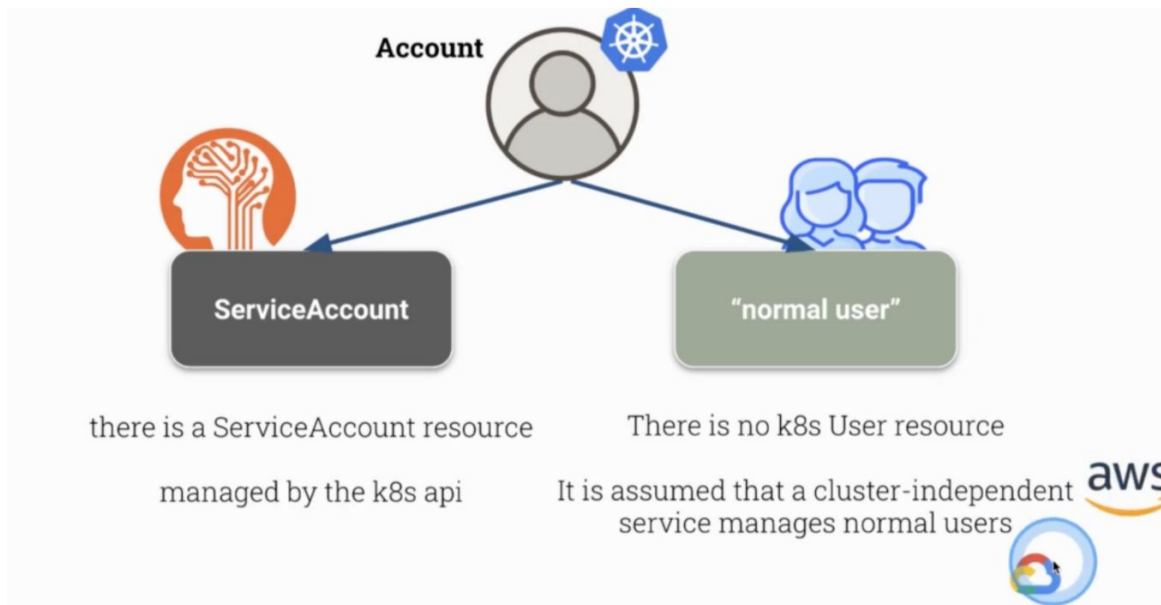 Account
ServiceAccount
“normal user”
there is a ServiceAccount resource
managed by the k8s api
There is no k8s User resource
It is assumed that a cluster-independent
service manages normal users
aws